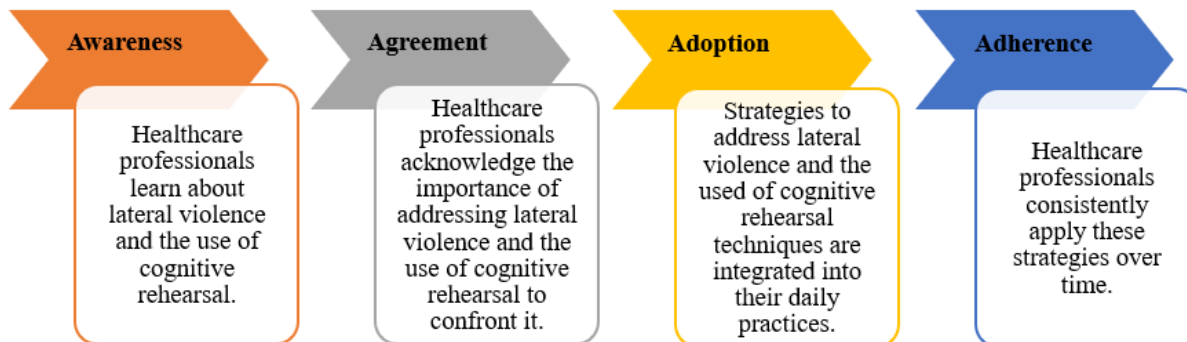 Awareness
Healthcare
professionals
learn about
lateral violence
and the use of
cognitive
rehearsal.
Agreement
Healthcare
professionals
acknowledge the
importance of
addressing lateral
violence and the
use of cognitive
rehearsal to
confront it.
Adoption
Strategies to
address lateral
violence and the
used of cognitive
rehearsal
techniques are
integrated into
their daily
practices.
Adherence
Healthcare
professionals
consistently
apply these
strategies over
time.